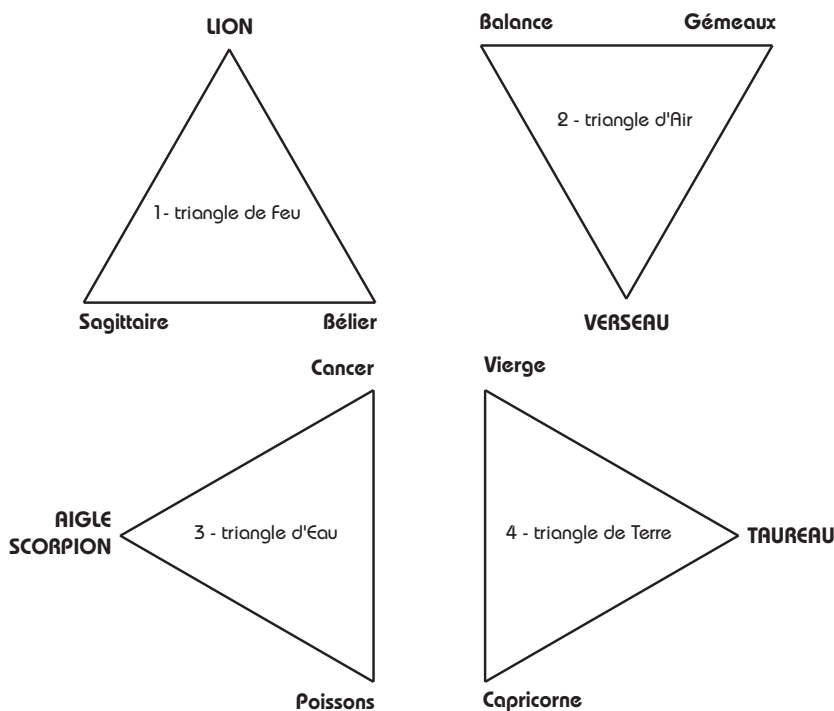 LION
1- triangle de Feu
Sagittaire
Bélier
Balance
Gémeaux
2 - triangle d'Air
VERSEAU
Cancer
AIGLE
SCORPION
3 - triangle d'Eau
Poissons
Vierge
4 - triangle de Terre
TAUREAU
Capricorne